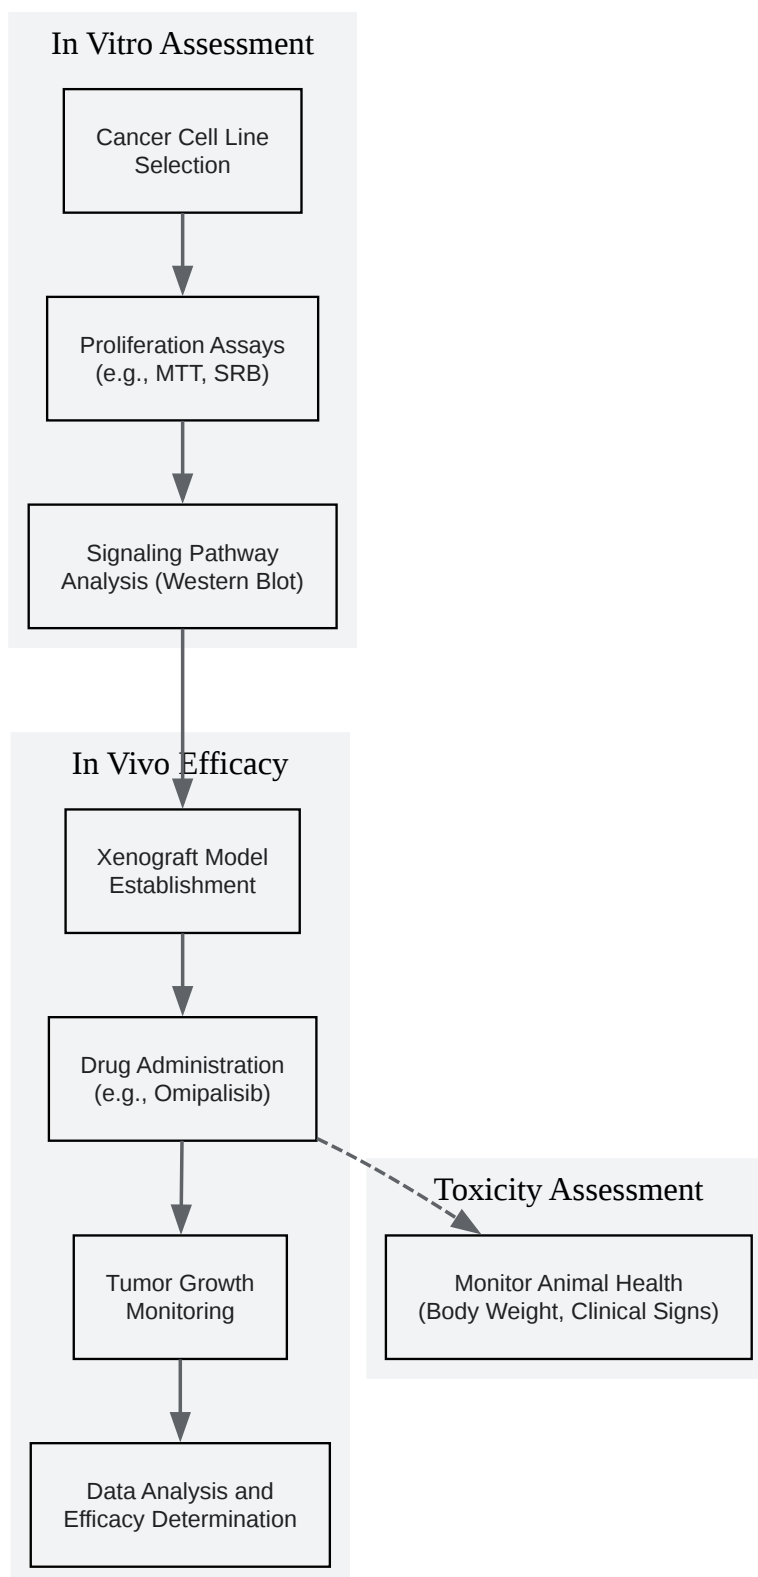 In Vitro Assessment
Cancer Cell Line
Selection
Proliferation Assays
(e.g., MTT, SRB)
Signaling Pathway
Analysis (Western Blot)
In Vivo Efficacy
Xenograft Model
Establishment
Drug Administration
(e.g., Omipalisib)
Toxicity Assessment
Tumor Growth
Monitoring
Monitor Animal Health
(Body Weight, Clinical Signs)
Data Analysis and
Efficacy Determination